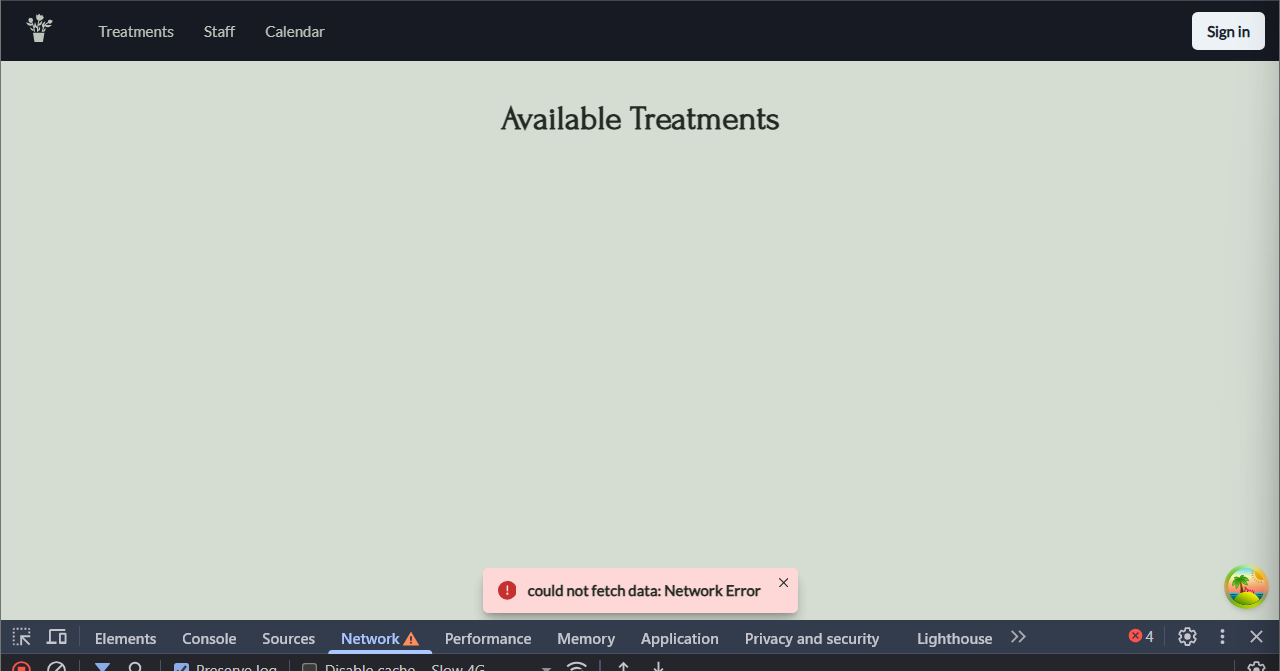 Treatments Staff Calendar Sign in
Available Treatments
could not fetch data: Network Error
Elements Console Sources Network Performance Memory Application Privacy and security Lighthouse 4
Preserve log Disable cache Slow 4G